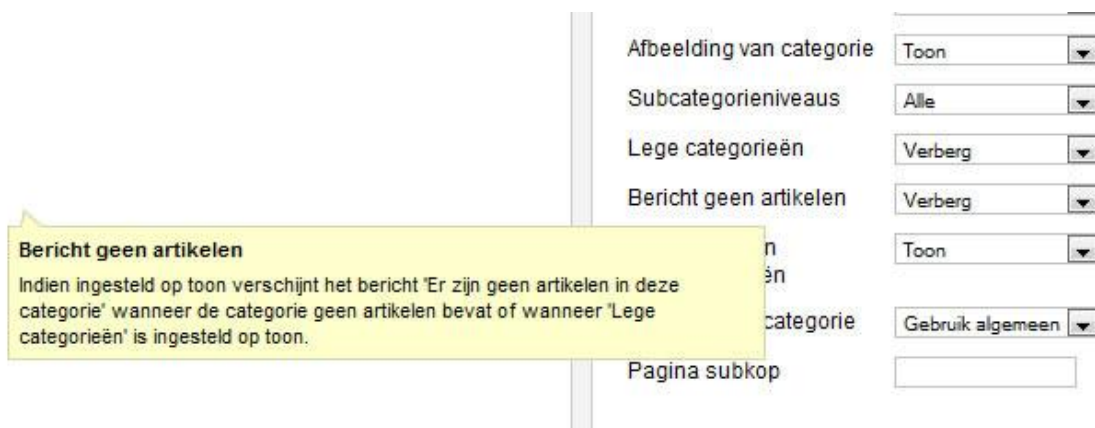 Afbeelding van categorie Toon
Subcategorieniveaus Alle
Lege categorieën Verberg
Bericht geen artikelen Verberg
Bericht geen artikelen
Indien ingesteld op toon verschijnt het bericht 'Er zijn geen artikelen in deze
categorie' wanneer de categorie geen artikelen bevat of wanneer 'Lege
categorieën' is ingesteld op toon.
Toon
categorie Gebruik algemeen
Pagina subkop